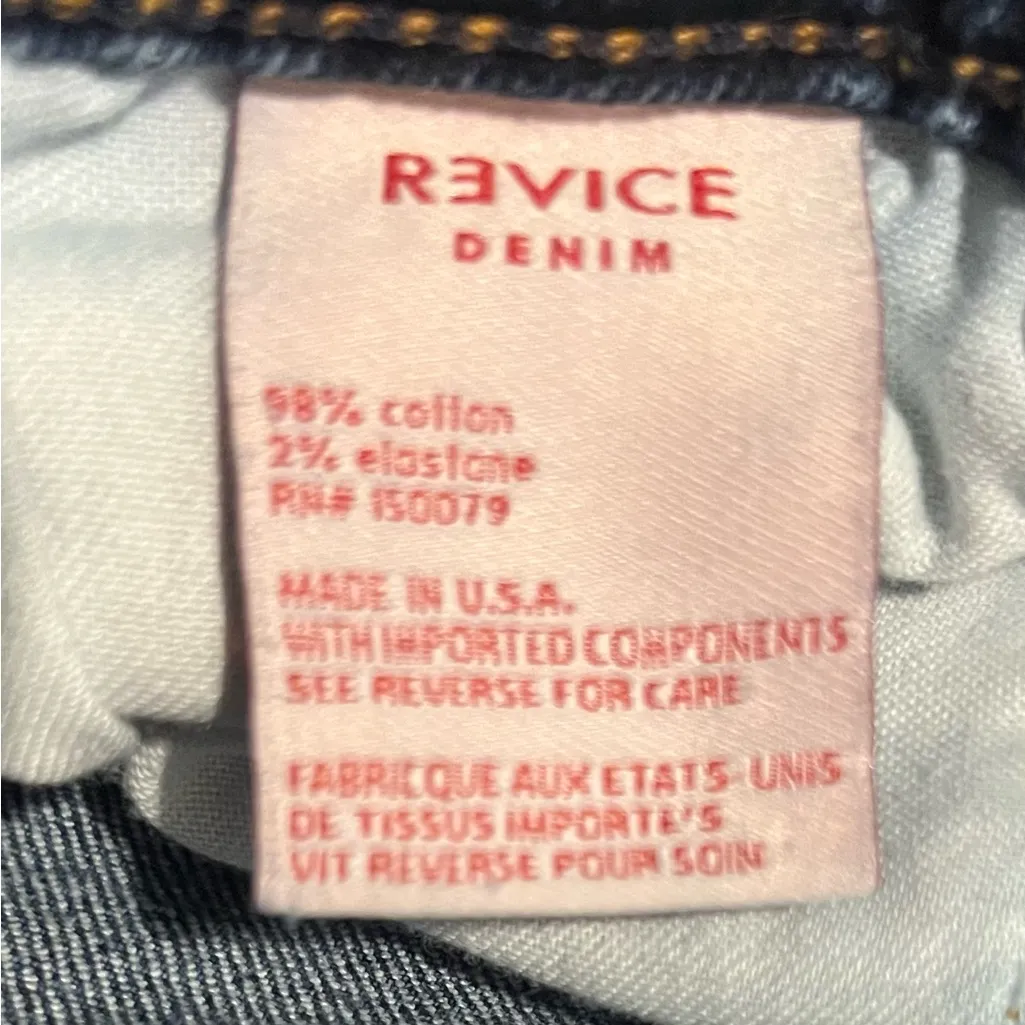 RƎVICE
DENIM
98% cotton
2% elastane
RN# 150079
MADE IN U.S.A.
WITH IMPORTED COMPONENTS
SEE REVERSE FOR CARE
FABRICQUE AUX ETATS-UNIS
DE TISSUS IMPORTE'S
VIT REVERSE POUR SOIN